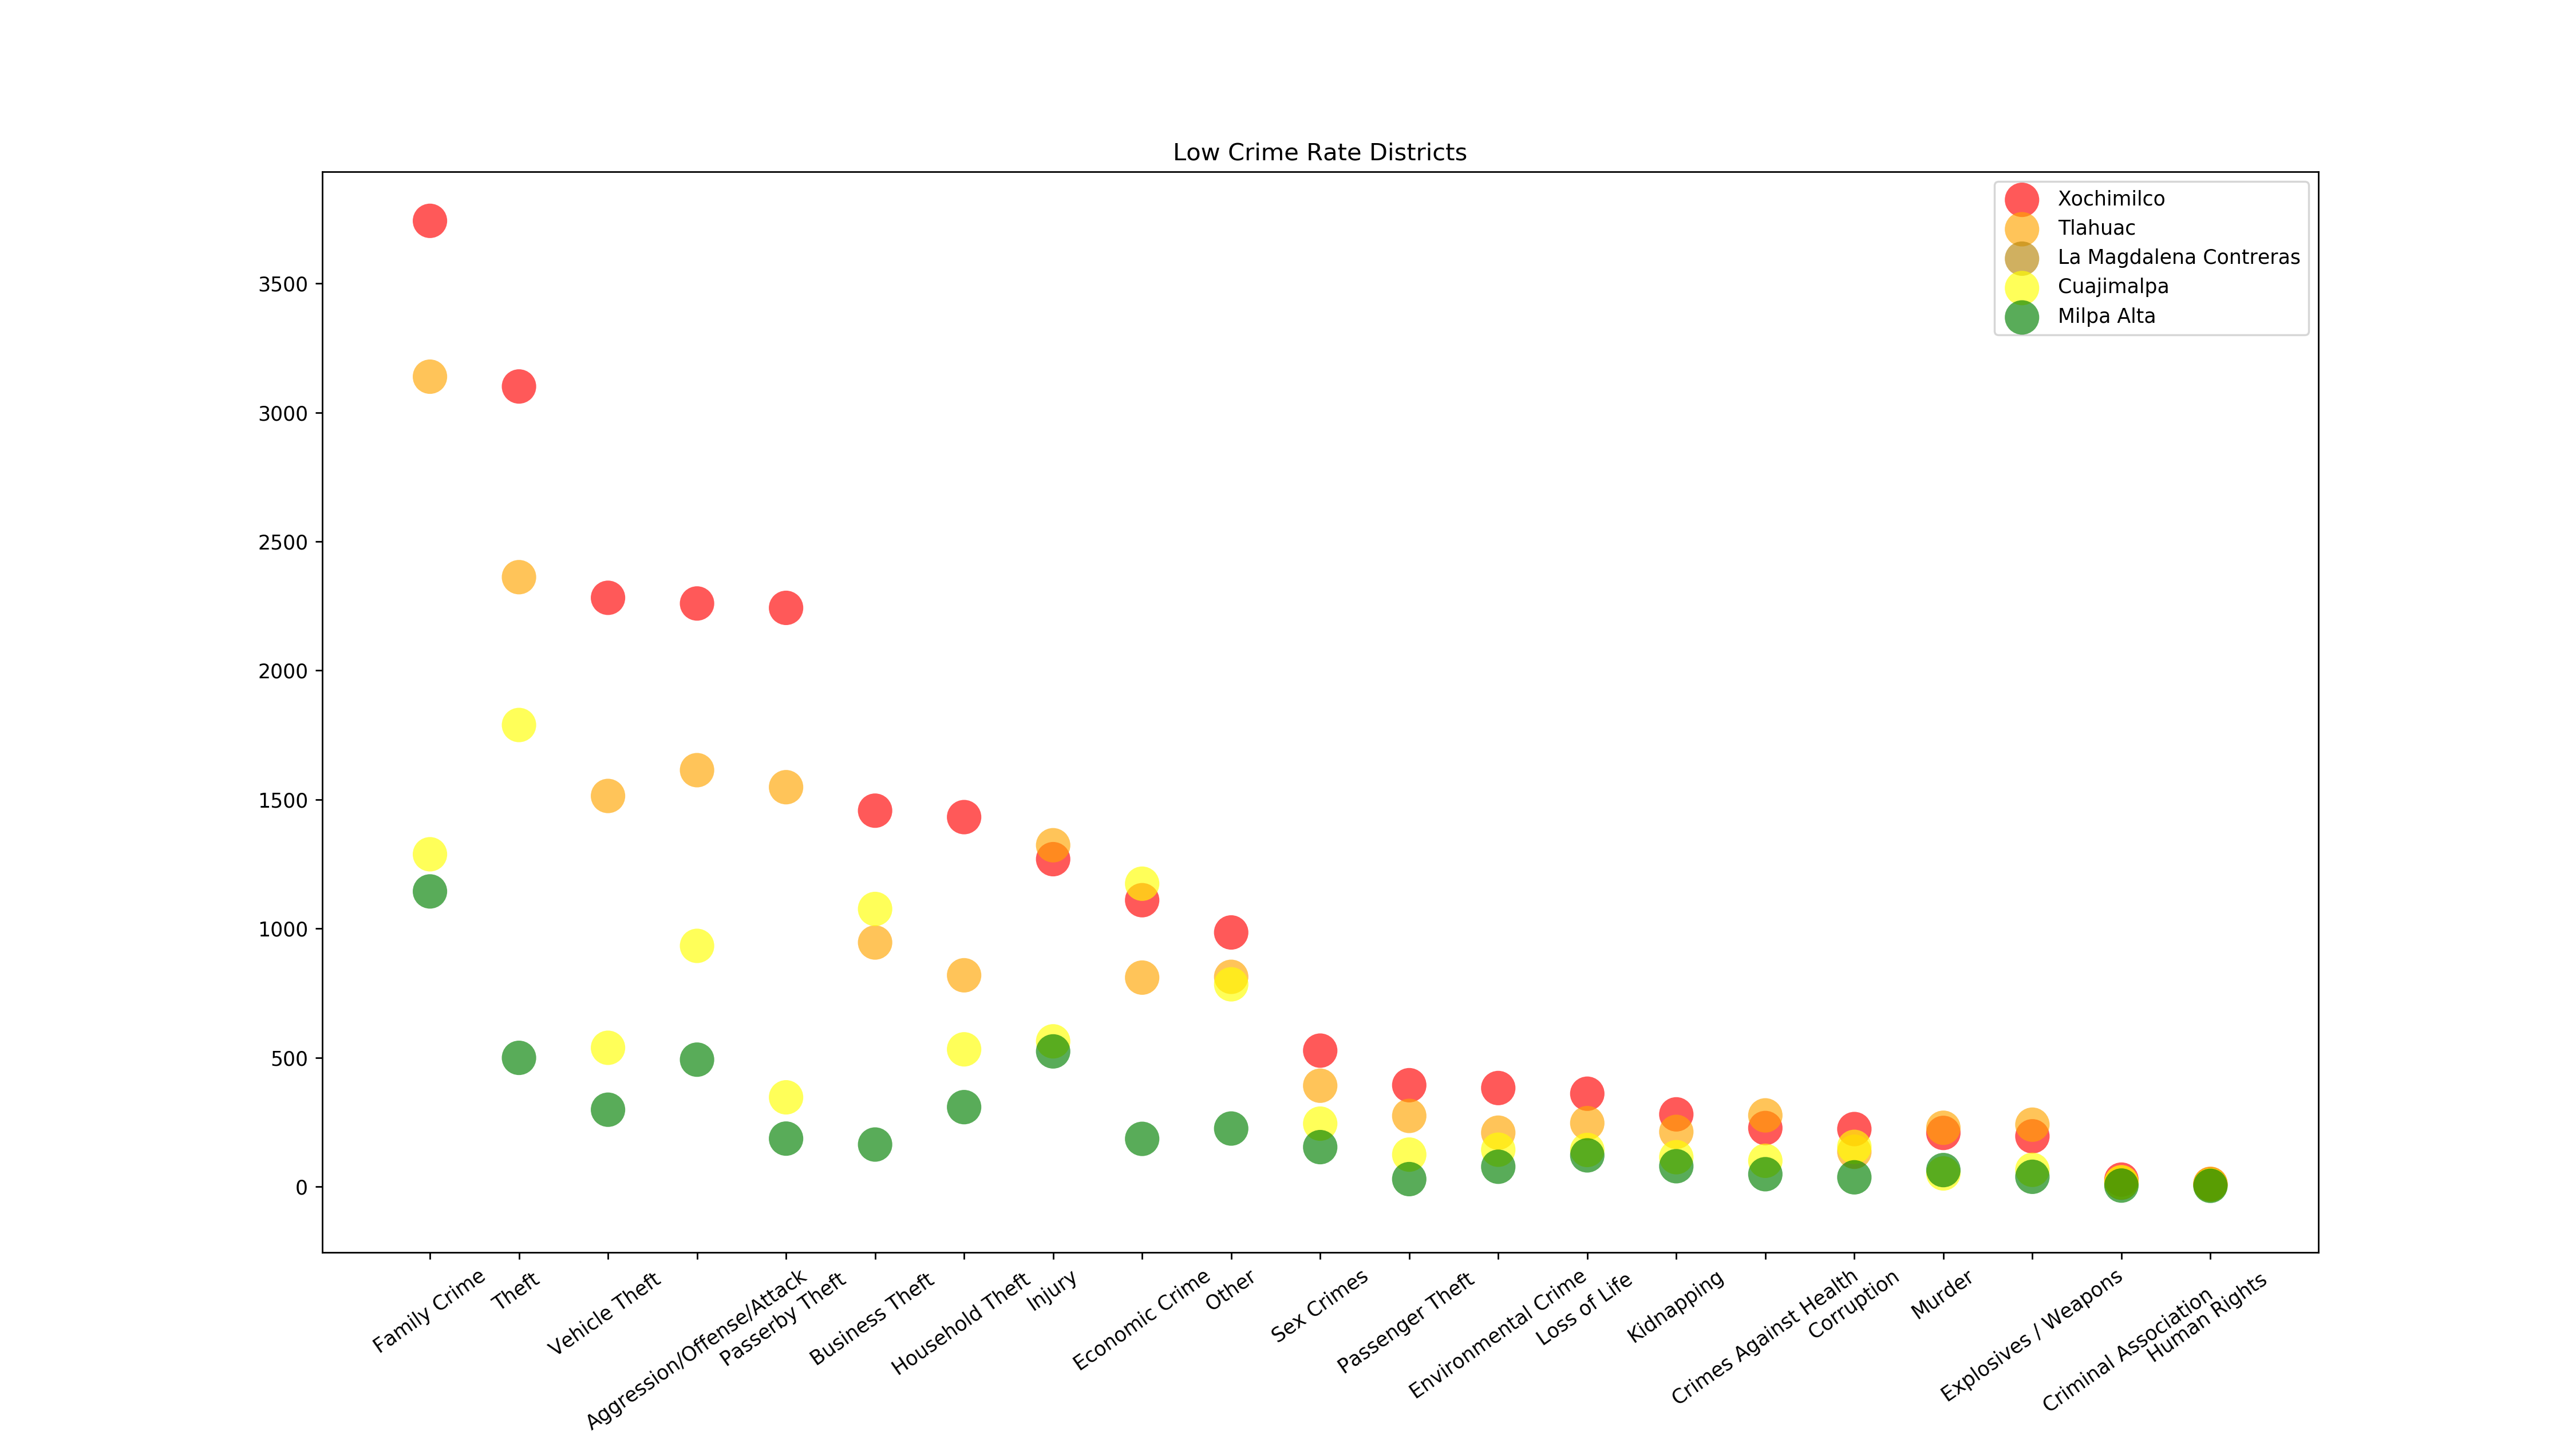 Low Crime Rate Districts
Xochimilco
Tlahuac
La Magdalena Contreras
Cuajimalpa
Milpa Alta
3500
3000
2500
2000
1500
1000
500
0
Family Crime
Theft
Vehicle Theft
Aggression/Offense/Attack
Passerby Theft
Business Theft
Household Theft
Injury
Economic Crime
Other
Sex Crimes
Passenger Theft
Environmental Crime
Loss of Life
Kidnapping
Crimes Against Health
Corruption
Murder
Explosives / Weapons
Criminal Association
Human Rights